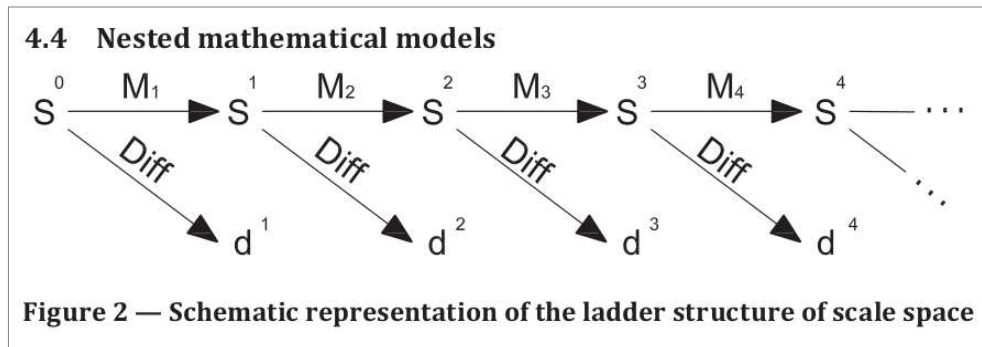 4.4 Nested mathematical models
S⁰ M₁ S¹ M₂ S² M₃ S³ M₄ S⁴ ...
Diff Diff Diff Diff ...
d¹ d² d³ d⁴
Figure 2 — Schematic representation of the ladder structure of scale space